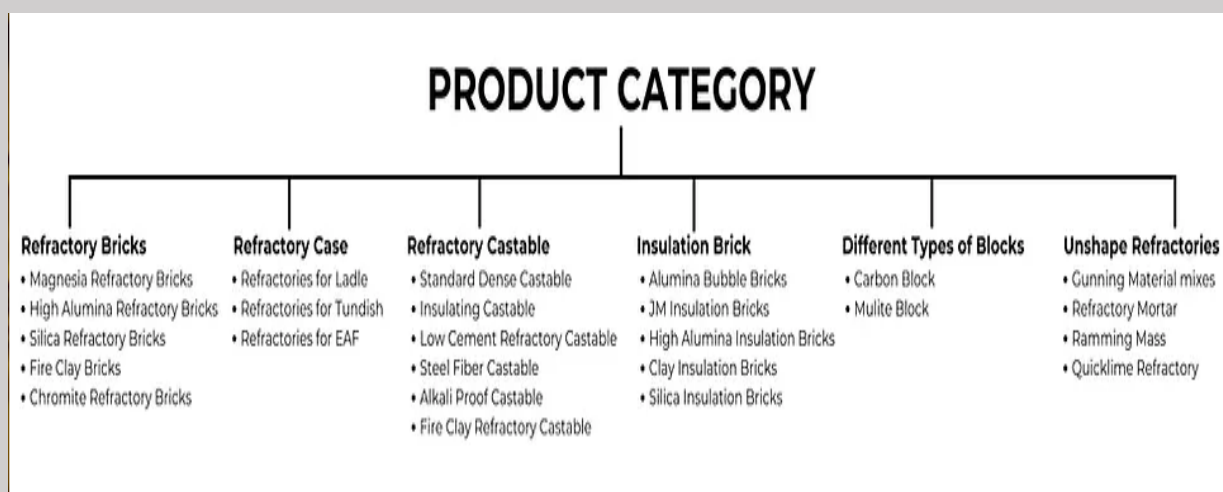 PRODUCT CATEGORY
Refractory Bricks
• Magnesia Refractory Bricks
• High Alumina Refractory Bricks
• Silica Refractory Bricks
• Fire Clay Bricks
• Chromite Refractory Bricks
Refractory Case
• Refractories for Ladle
• Refractories for Tundish
• Refractories for EAF
Refractory Castable
• Standard Dense Castable
• Insulating Castable
• Low Cement Refractory Castable
• Steel Fiber Castable
• Alkali Proof Castable
• Fire Clay Refractory Castable
Insulation Brick
• Alumina Bubble Bricks
• JM Insulation Bricks
• High Alumina Insulation Bricks
• Clay Insulation Bricks
• Silica Insulation Bricks
Different Types of Blocks
• Carbon Block
• Mulite Block
Unshape Refractories
• Gunning Material mixes
• Refractory Mortar
• Ramming Mass
• Quicklime Refractory